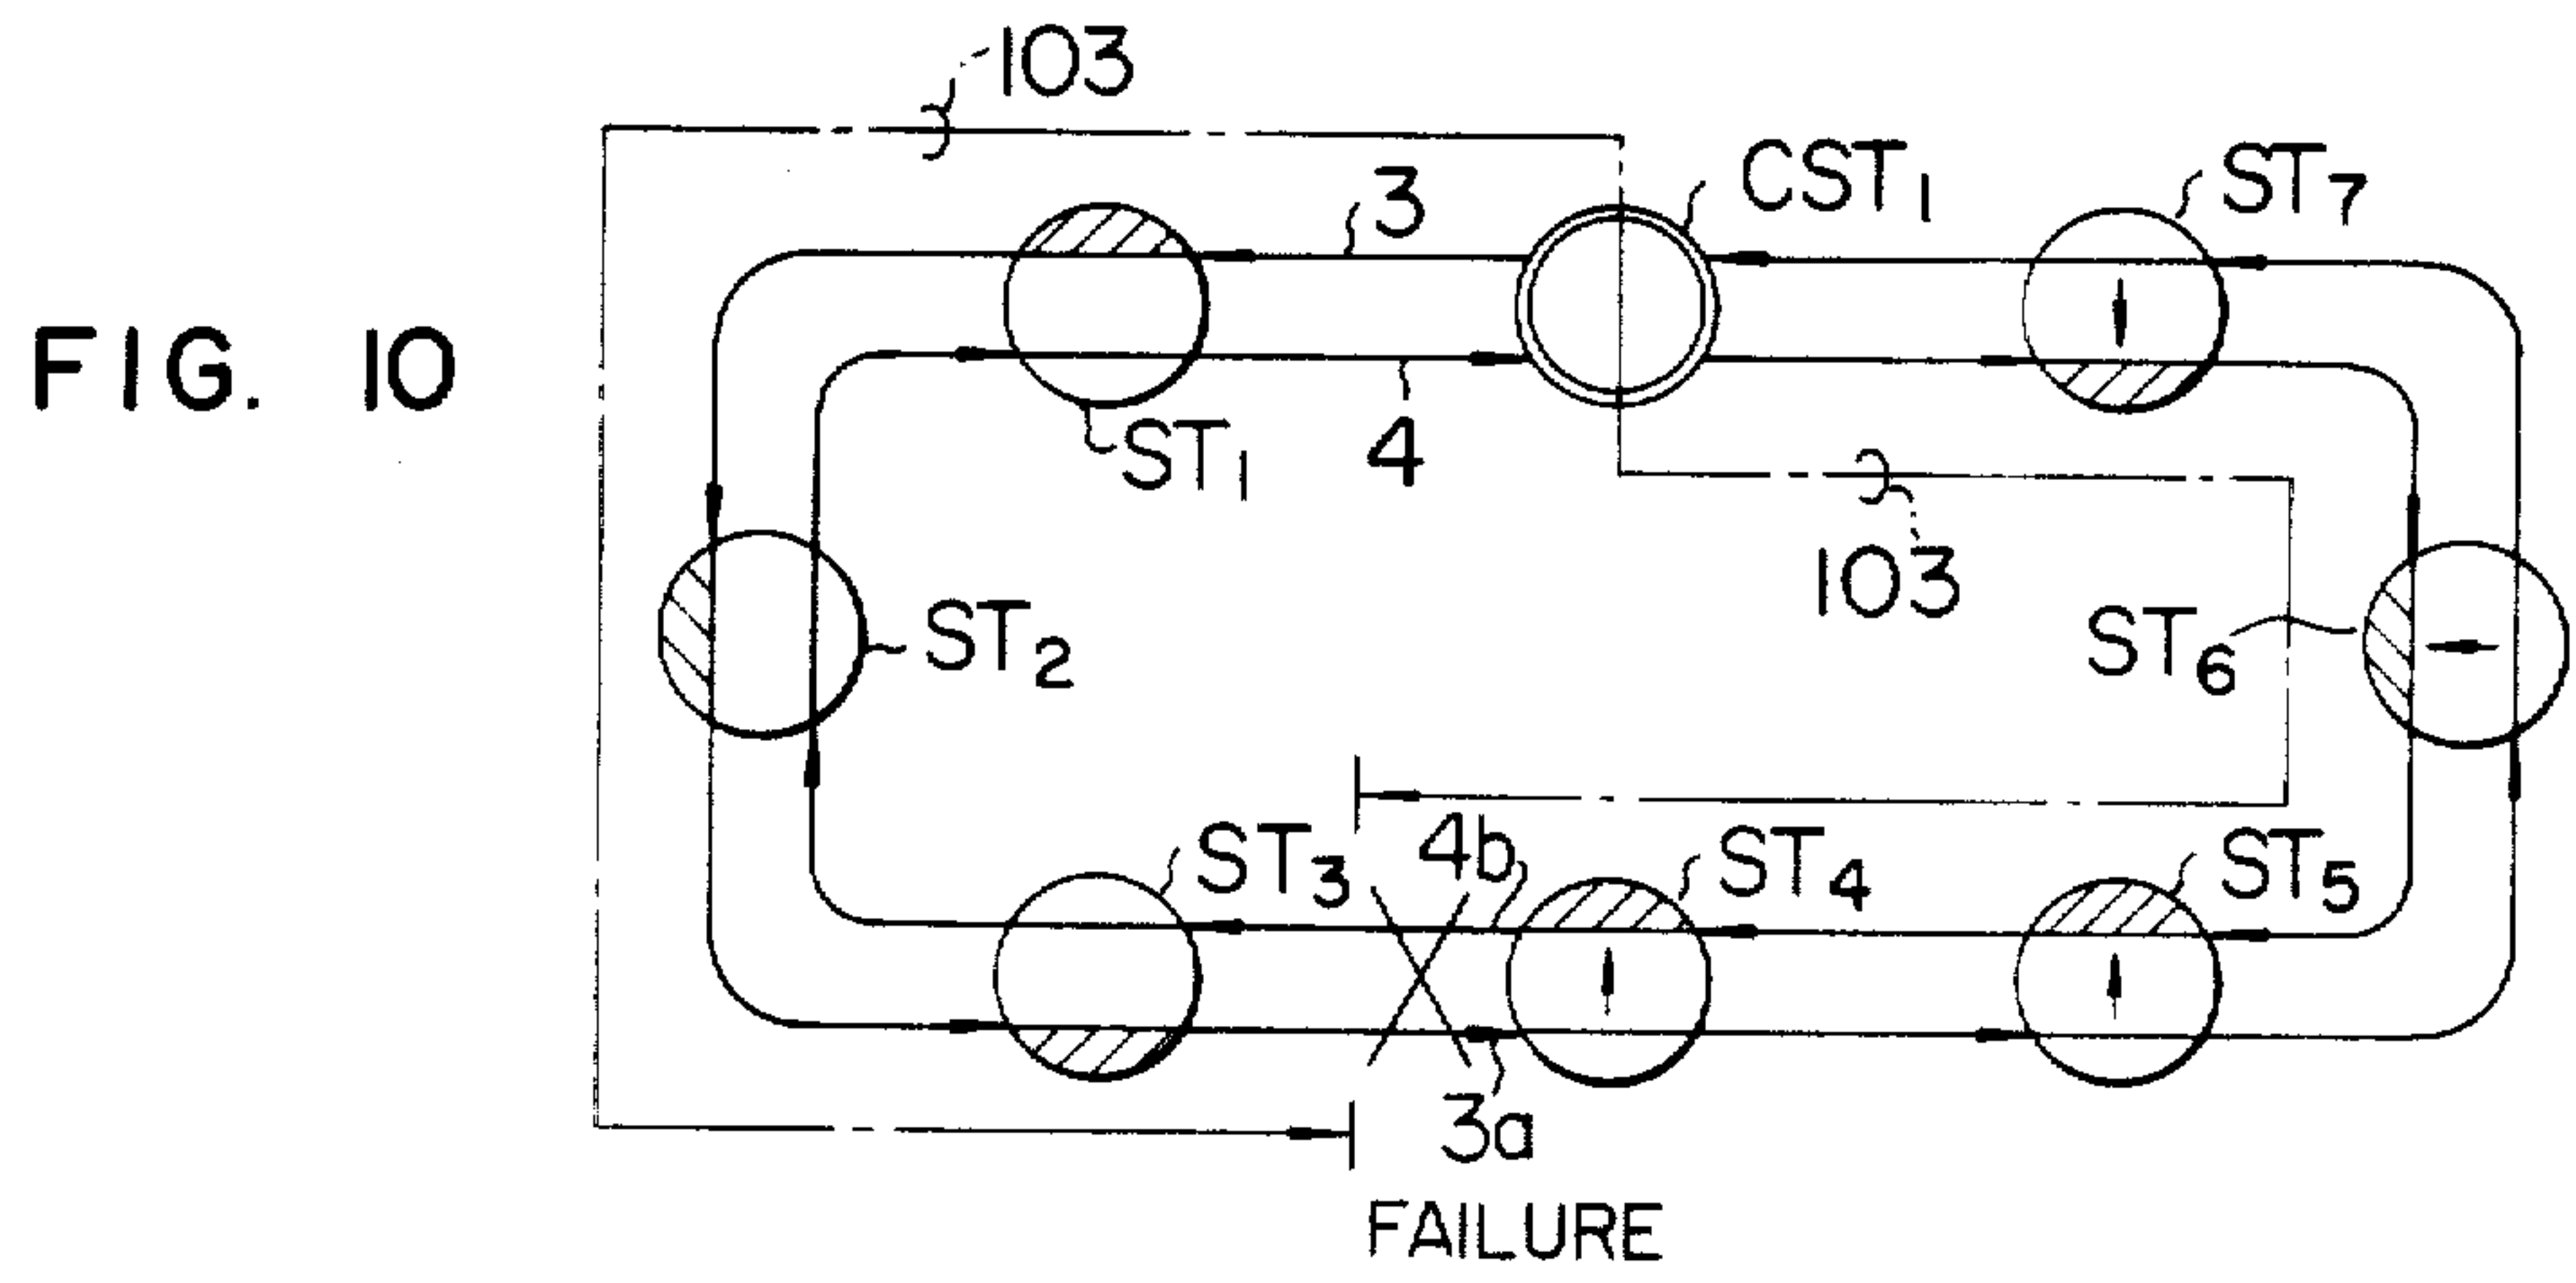 FIG. 10
103
3
CST1
ST7
ST1
4
103
ST2
ST6
ST3
4b
ST4
ST5
3a
FAILURE